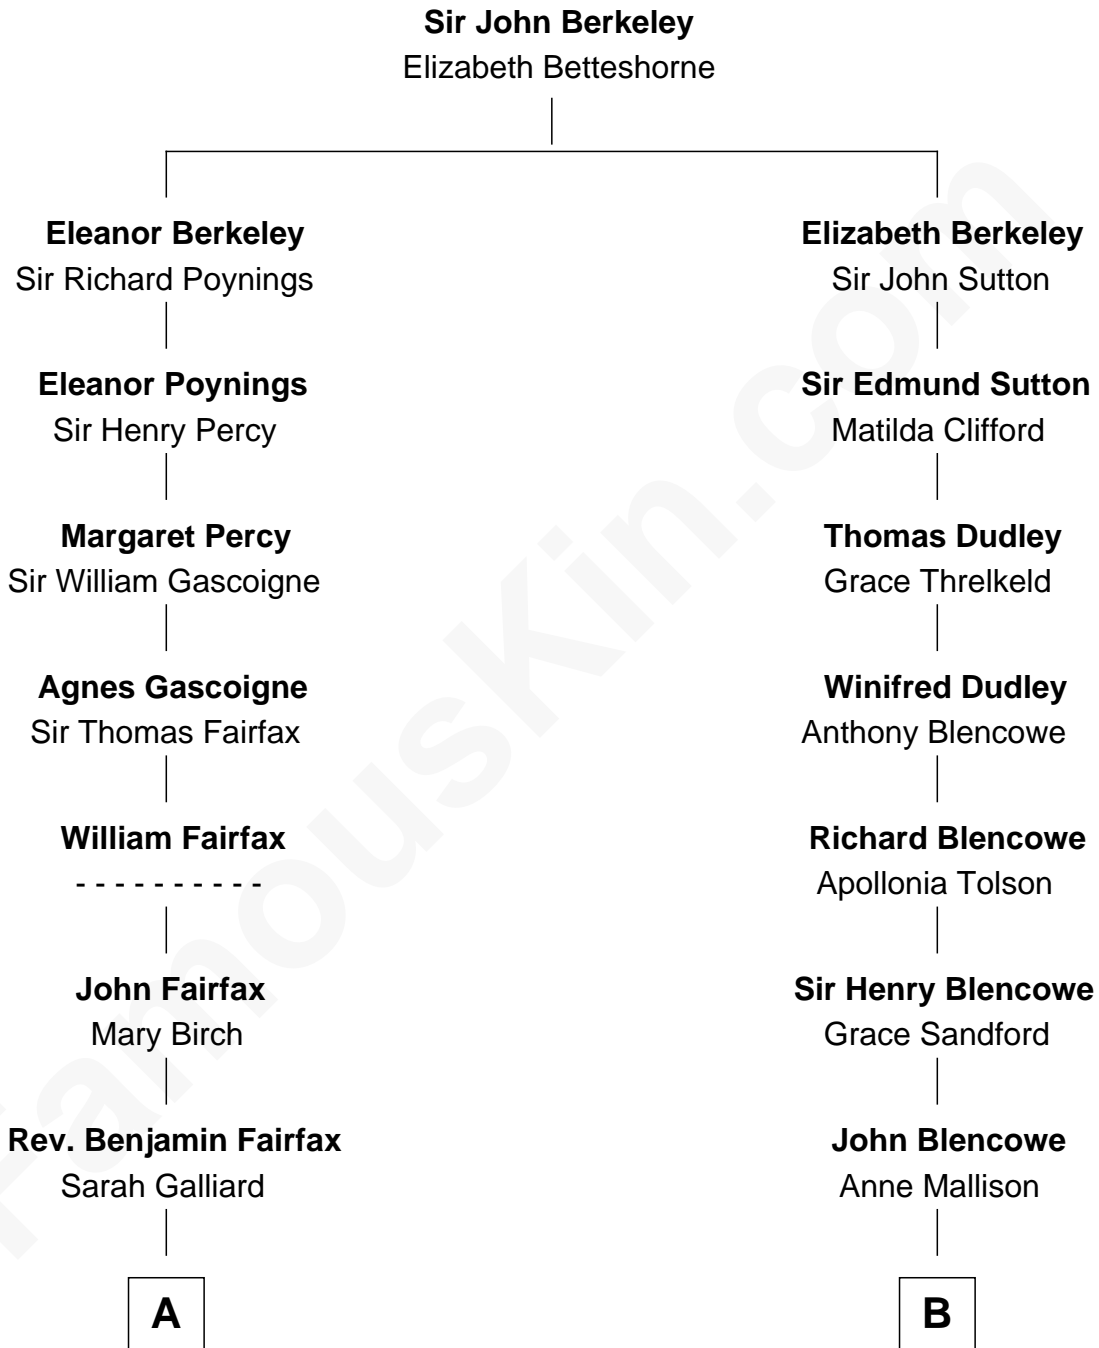 Sir John Berkeley
Elizabeth Betteshorne
Eleanor Berkeley
Sir Richard Poynings
Eleanor Poynings
Sir Henry Percy
Margaret Percy
Sir William Gascoigne
Agnes Gascoigne
Sir Thomas Fairfax
William Fairfax
- - - - - - - - - -
John Fairfax
Mary Birch
Rev. Benjamin Fairfax
Sarah Galliard
A
Elizabeth Berkeley
Sir John Sutton
Sir Edmund Sutton
Matilda Clifford
Thomas Dudley
Grace Threlkeld
Winifred Dudley
Anthony Blencowe
Richard Blencowe
Apollonia Tolson
Sir Henry Blencowe
Grace Sandford
John Blencowe
Anne Mallison
B
FamousKin.com